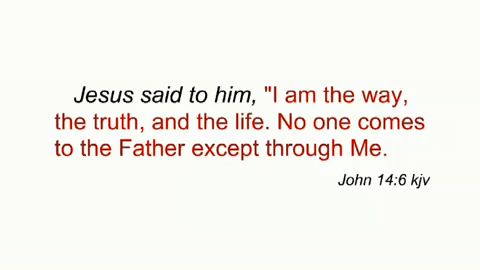 Jesus said to him, "I am the way,
the truth, and the life. No one comes
to the Father except through Me.
John 14:6 kjv